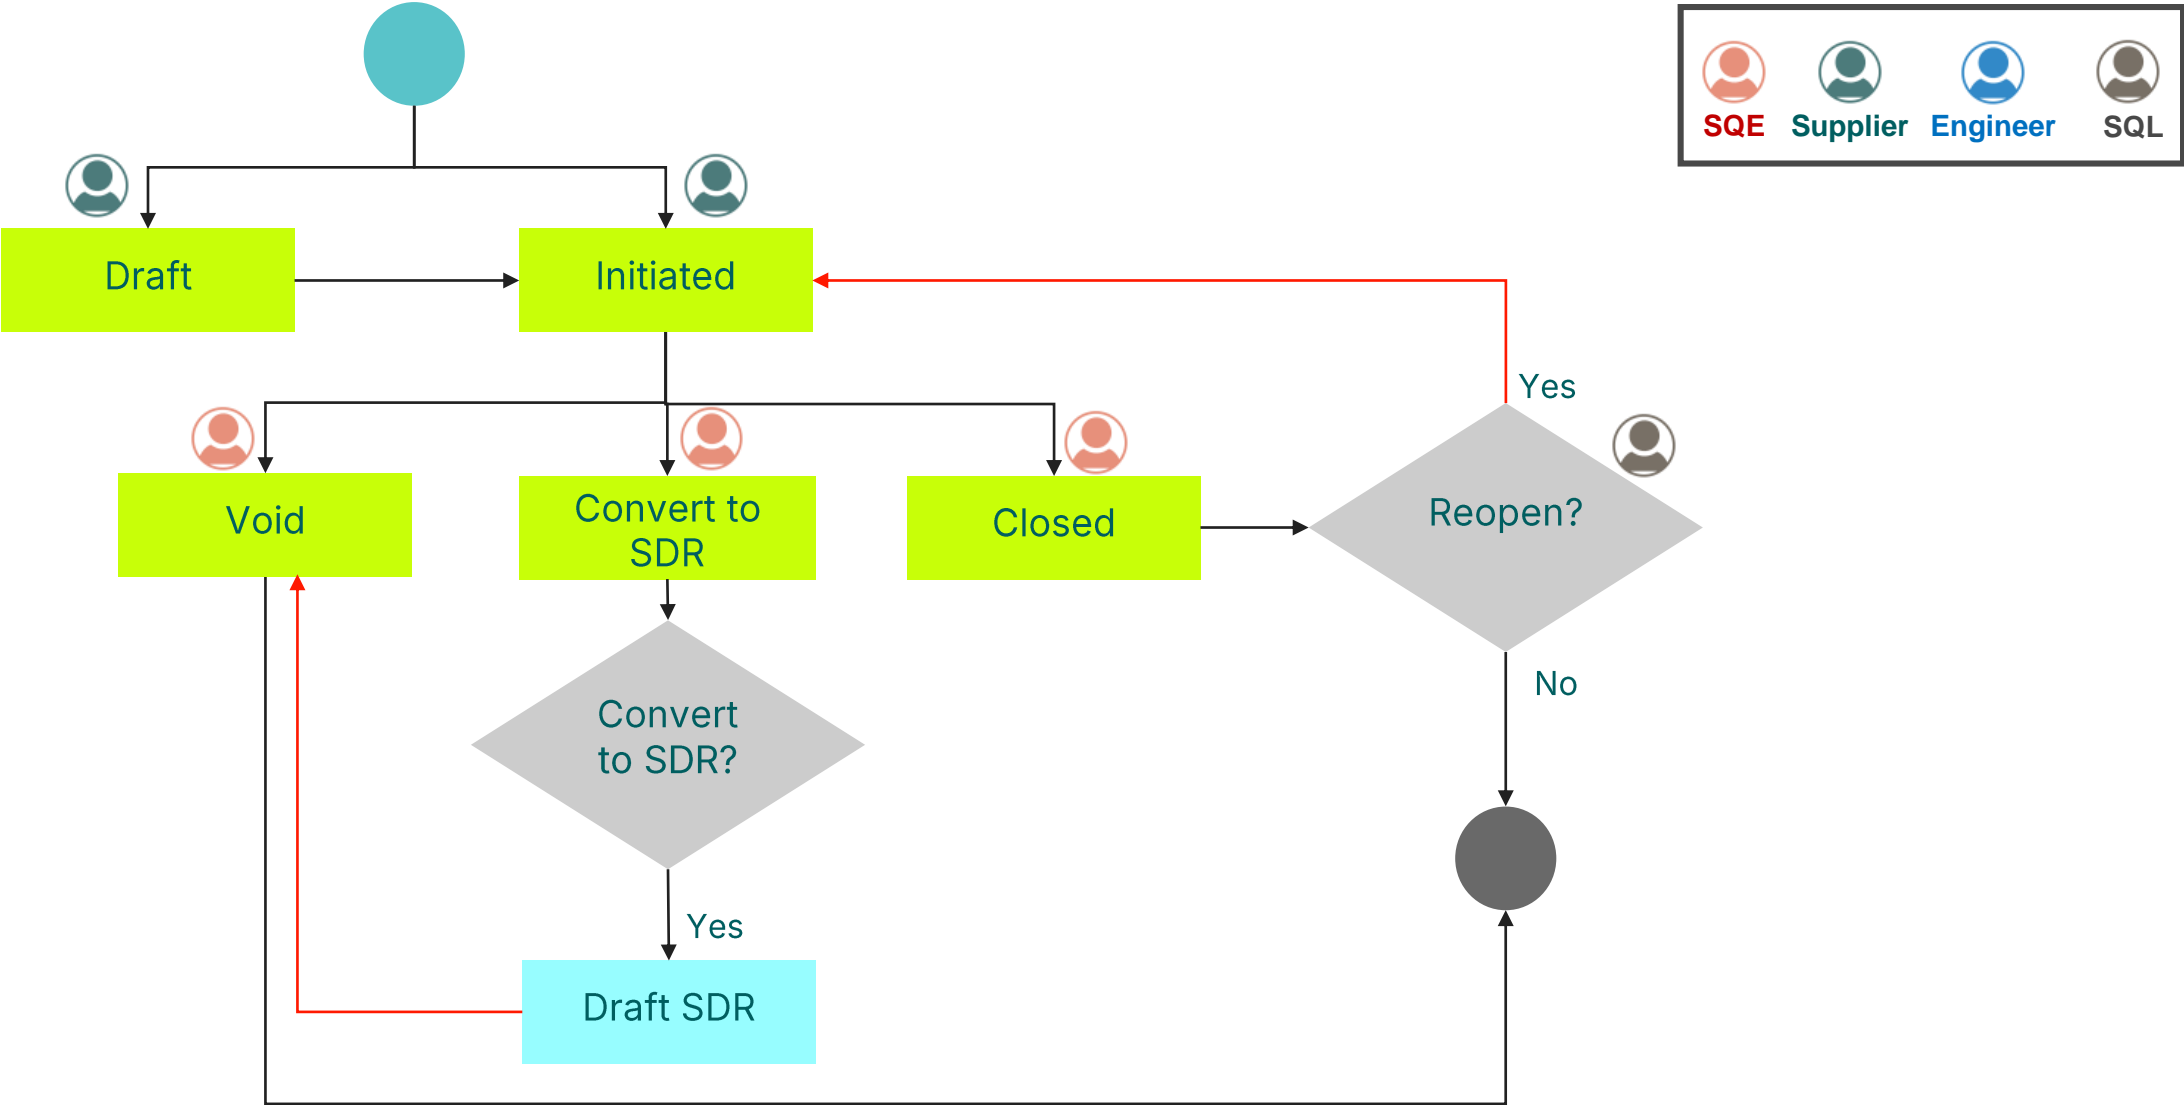 SQE Supplier Engineer SQL
Draft
Initiated
Yes
Void
Convert to
SDR
Closed
Reopen?
No
Convert
to SDR?
Yes
Draft SDR